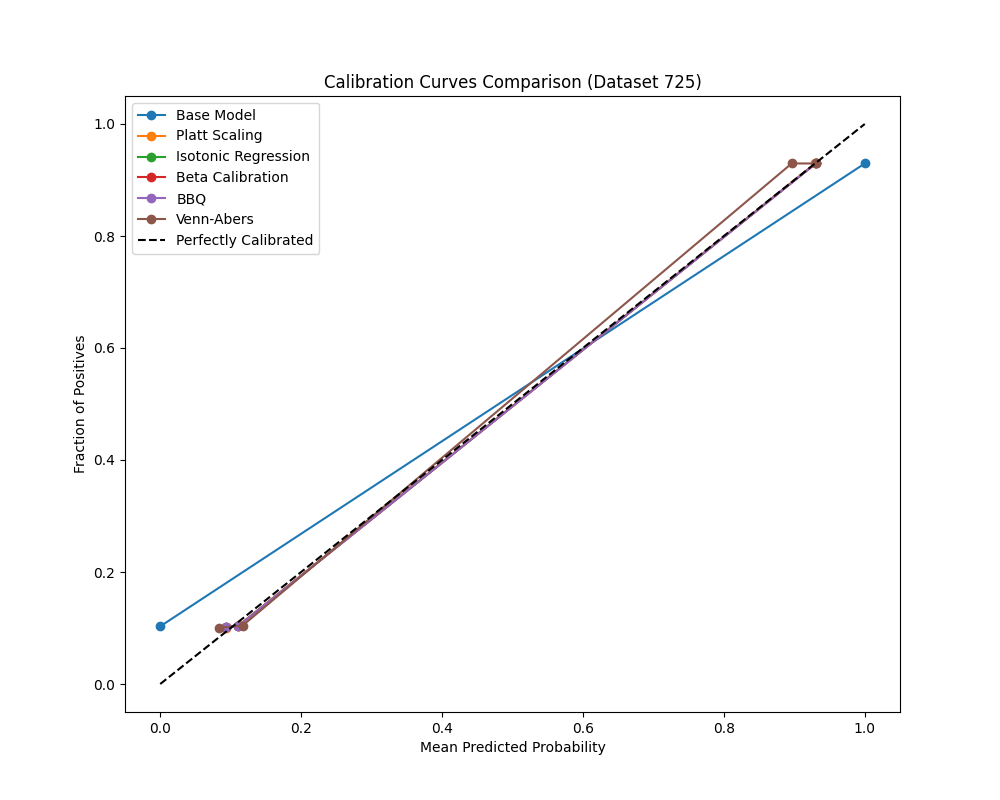 Calibration Curves Comparison (Dataset 725)
Base Model
Platt Scaling
Isotonic Regression
Beta Calibration
BBQ
Venn-Abers
Perfectly Calibrated
Fraction of Positives
1.0
0.8
0.6
0.4
0.2
0.0
0.0 0.2 0.4 0.6 0.8 1.0
Mean Predicted Probability